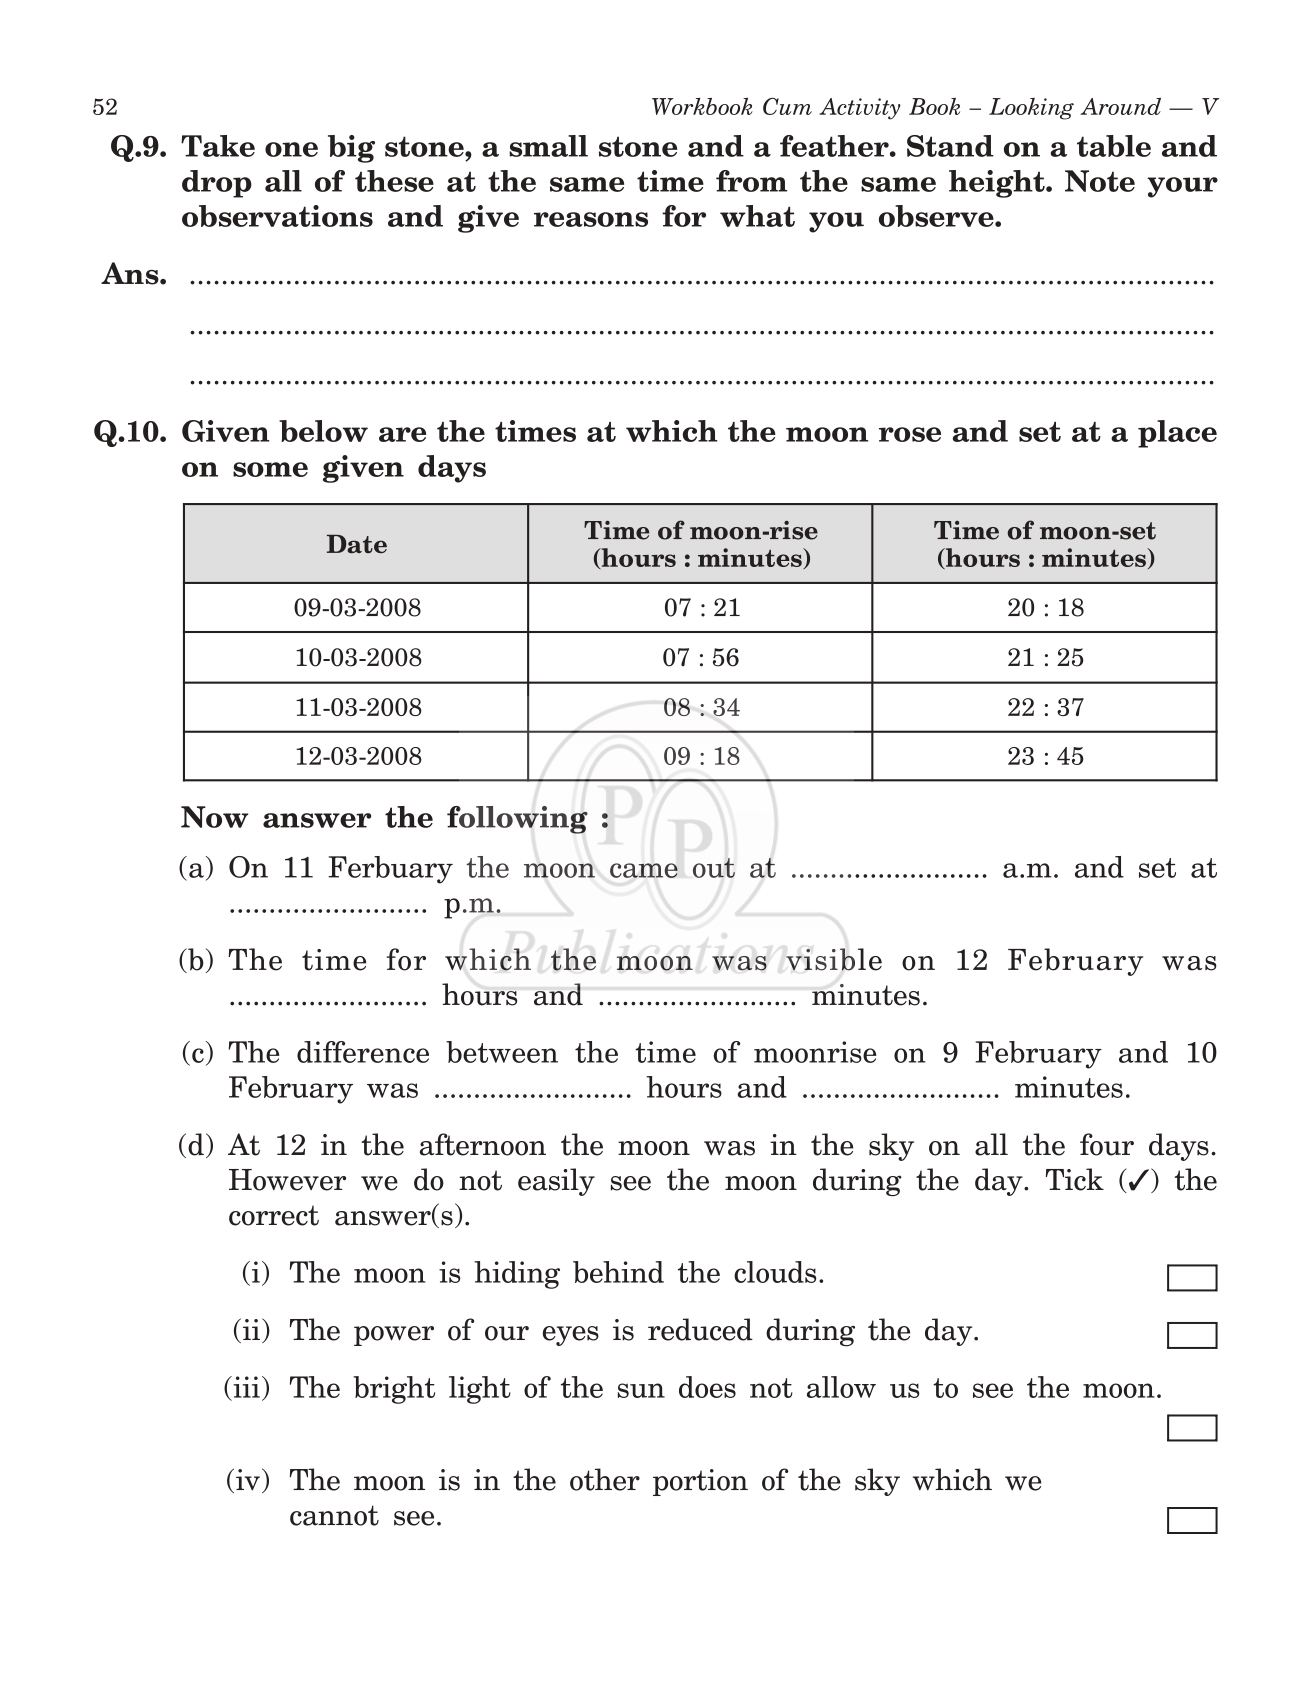 52 Workbook Cum Activity Book – Looking Around — V
Q.9. Take one big stone, a small stone and a feather. Stand on a table and
drop all of these at the same time from the same height. Note your
observations and give reasons for what you observe.
Ans. ................................................................................
................................................................................
................................................................................
Q.10. Given below are the times at which the moon rose and set at a place
on some given days
Date Time of moon-rise (hours : minutes) Time of moon-set (hours : minutes)
09-03-2008 07 : 21 20 : 18
10-03-2008 07 : 56 21 : 25
11-03-2008 08 : 34 22 : 37
12-03-2008 09 : 18 23 : 45
PP
Publications
Now answer the following :
(a) On 11 Ferbuary the moon came out at ......................... a.m. and set at
......................... p.m.
(b) The time for which the moon was visible on 12 February was
......................... hours and ......................... minutes.
(c) The difference between the time of moonrise on 9 February and 10
February was ......................... hours and ......................... minutes.
(d) At 12 in the afternoon the moon was in the sky on all the four days.
However we do not easily see the moon during the day. Tick (✓) the
correct answer(s).
(i) The moon is hiding behind the clouds.
(ii) The power of our eyes is reduced during the day.
(iii) The bright light of the sun does not allow us to see the moon.
(iv) The moon is in the other portion of the sky which we
cannot see.